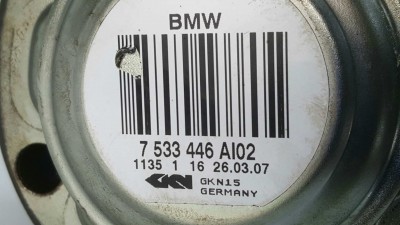 BMW
7 533 446 AI02
1135 1 16 26.03.07
GKN GKN15
GERMANY